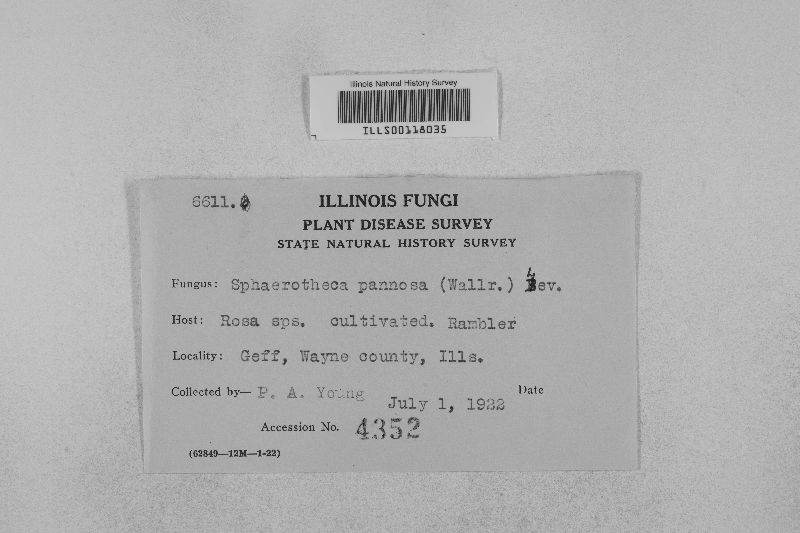 Illinois Natural History Survey
ILLS00118035
6611.
ILLINOIS FUNGI
PLANT DISEASE SURVEY
STATE NATURAL HISTORY SURVEY
Fungus: Sphaerotheca pannosa (Wallr.) Lev.
Host: Rosa sps. cultivated. Rambler
Locality: Geff, Wayne county, Ills.
Collected by— P. A. Young July 1, 1922 Date
Accession No. 4352
(62849—12M—1-22)